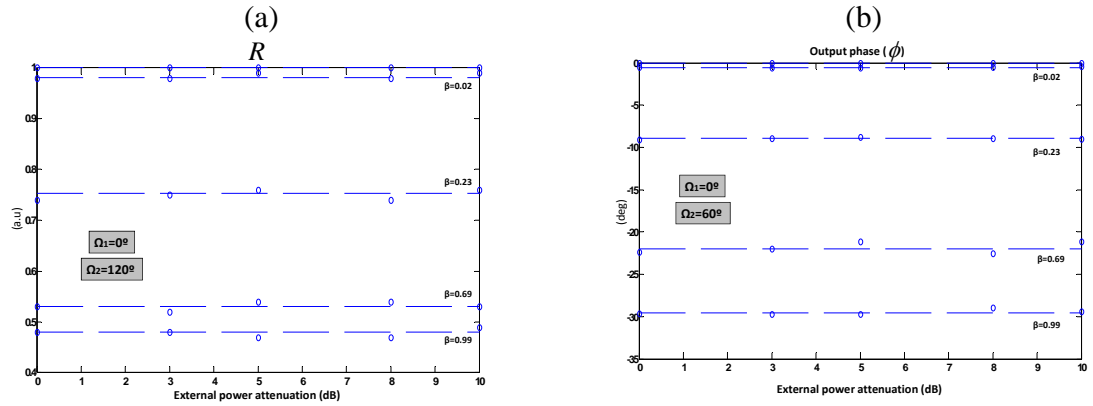 (a)
R
1
0.9
0.8
0.7
0.6
0.5
0.4
(a.u)
β=0.02
β=0.23
β=0.69
β=0.99
Ω1=0º
Ω2=120º
0 1 2 3 4 5 6 7 8 9 10
External power attenuation (dB)
(b)
Output phase (ϕ)
0
-5
-10
-15
-20
-25
-30
-35
(deg)
β=0.02
β=0.23
β=0.69
β=0.99
Ω1=0º
Ω2=60º
0 1 2 3 4 5 6 7 8 9 10
External power attenuation (dB)